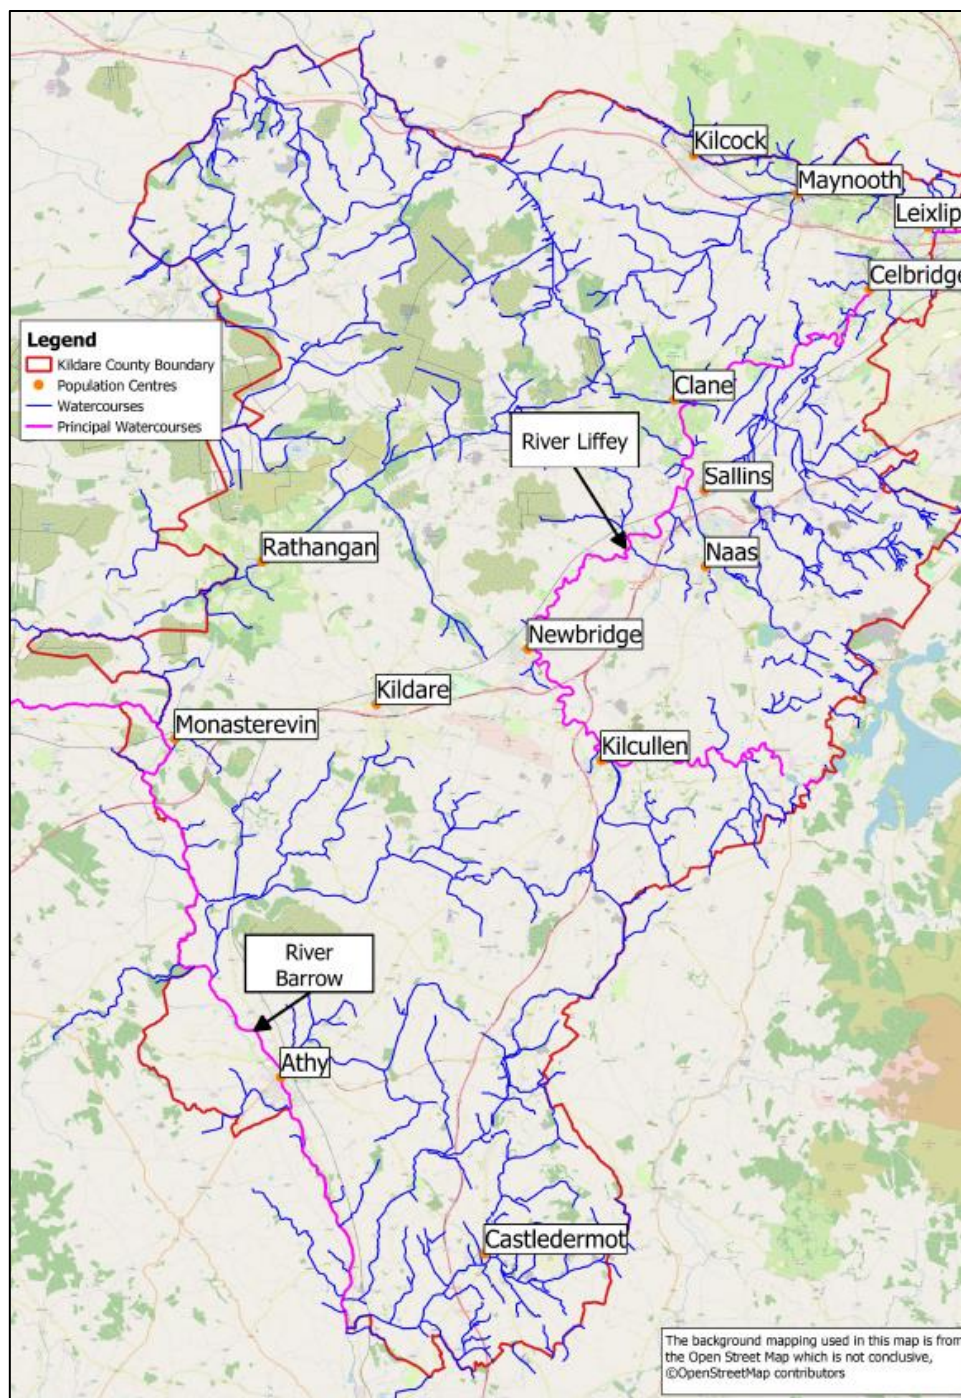 Kilcock
Maynooth
Leixlip
Celbridge
Legend
Kildare County Boundary
Population Centres
Watercourses
Principal Watercourses
Clane
River Liffey
Sallins
Rathangan
Naas
Newbridge
Kildare
Monasterevin
Kilcullen
River
Barrow
Athy
Castledermot
The background mapping used in this map is from
the Open Street Map which is not conclusive,
©OpenStreetMap contributors